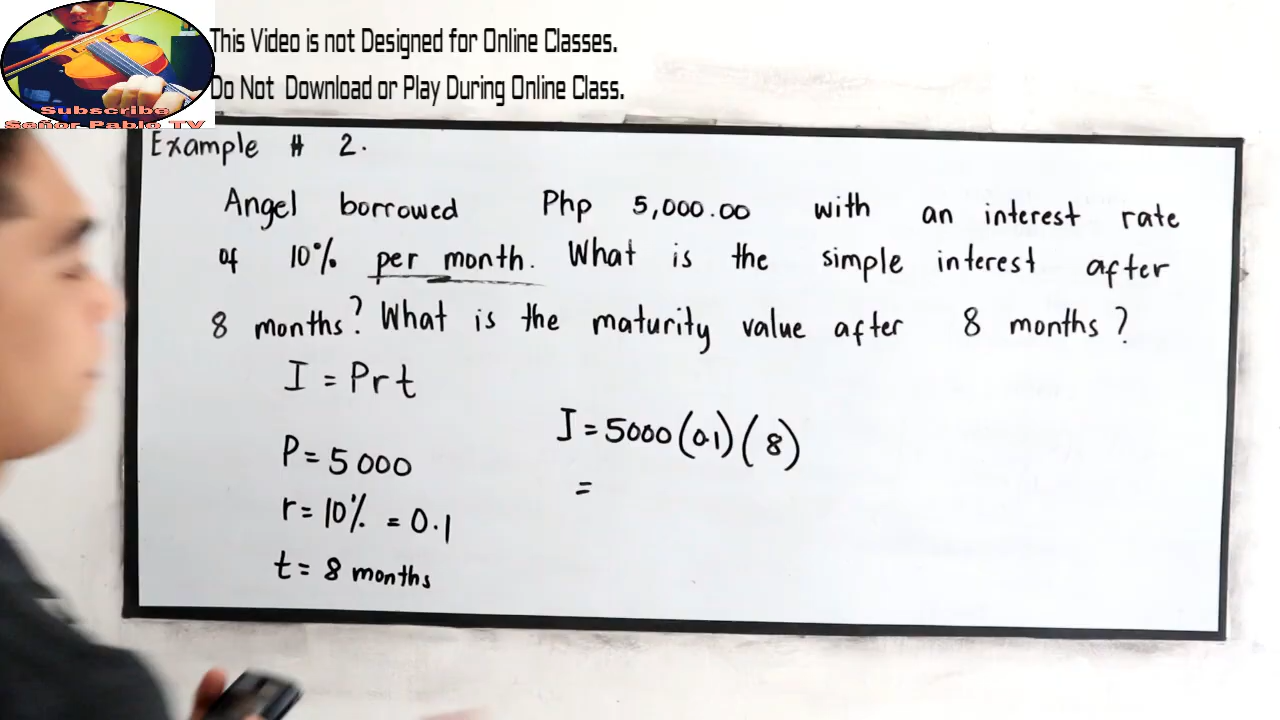 This Video is not Designed for Online Classes.
Do Not Download or Play During Online Class.
Subscribe
Señor Pablo TV
Example # 2.
Angel borrowed Php 5,000.00 with an interest rate
of 10% per month. What is the simple interest after
8 months? What is the maturity value after 8 months?
I = Prt
I = 5000 (0.1) ( 8 )
=
P = 5 000
r = 10% = 0.1
t = 8 months